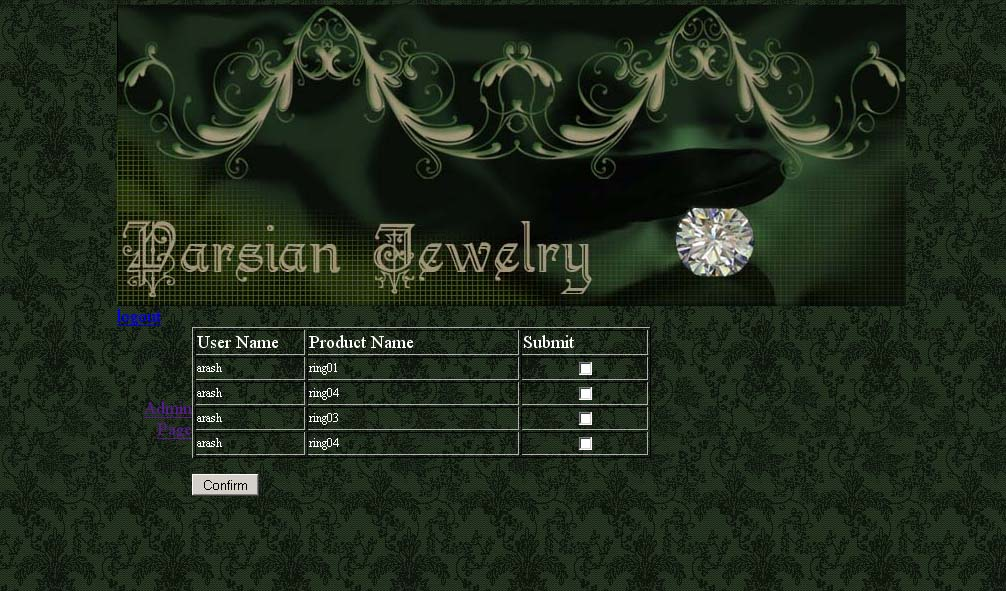 Parsian Jewelry
logout
User Name Product Name Submit
arash ring01
arash ring04
Admin
Page
arash ring03
arash ring04
Confirm